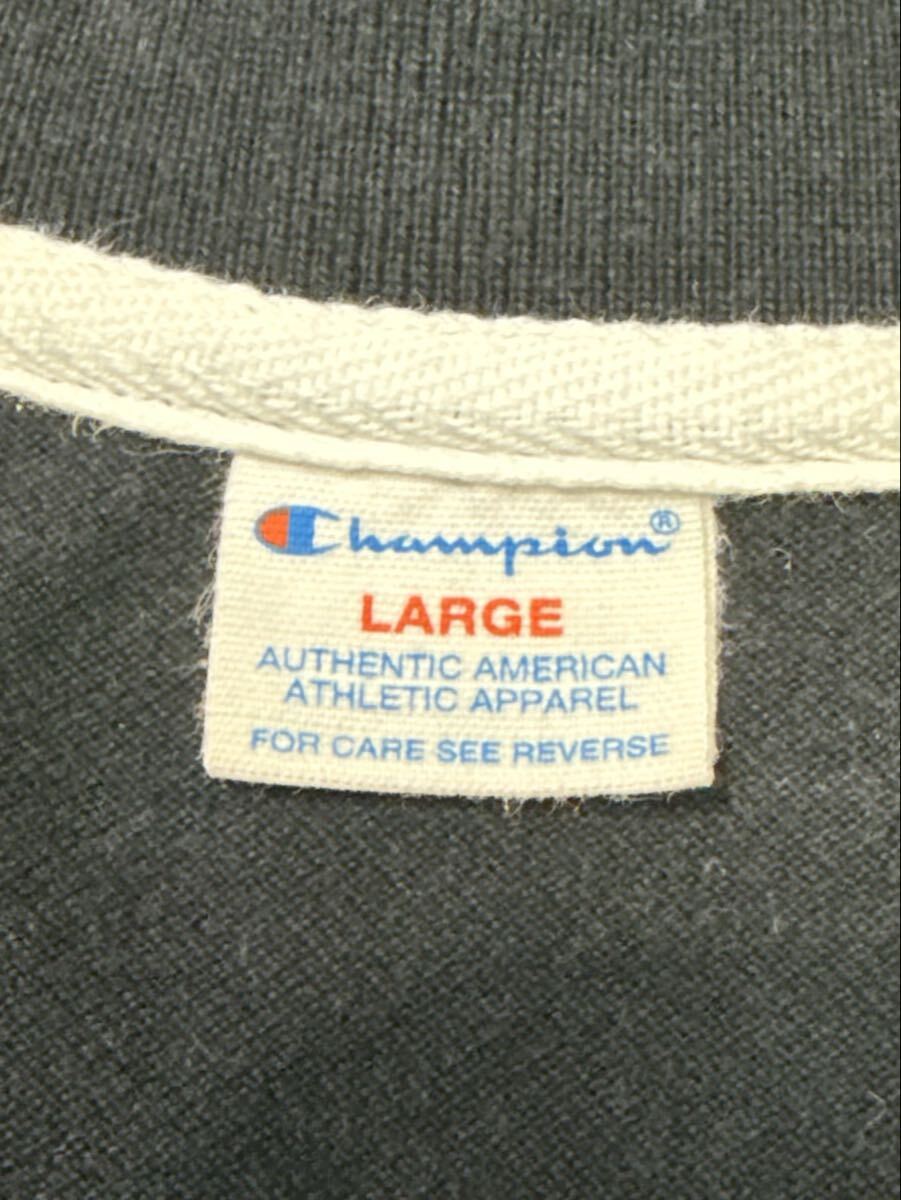 Champion®
LARGE
AUTHENTIC AMERICAN
ATHLETIC APPAREL
FOR CARE SEE REVERSE